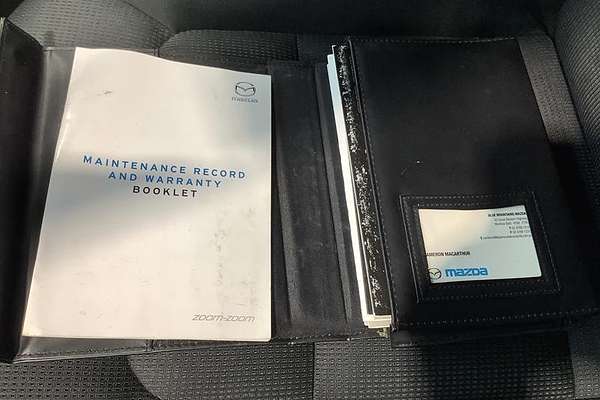 mazda
MAINTENANCE RECORD
AND WARRANTY
BOOKLET
zoom-zoom
BLUE MOUNTAINS MAZDA
CAMERON MACARTHUR
mazda